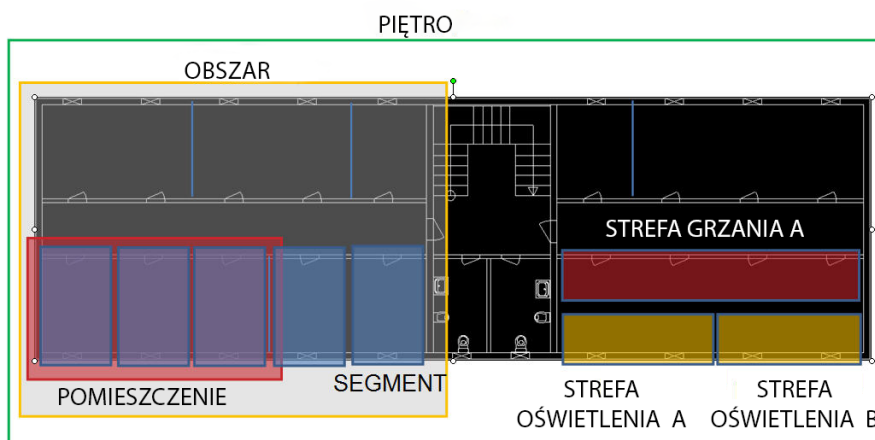 PIĘTRO
OBSZAR
STREFA GRZANIA A
POMIESZCZENIE
SEGMENT
STREFA
OŚWIETLENIA A
STREFA
OŚWIETLENIA B